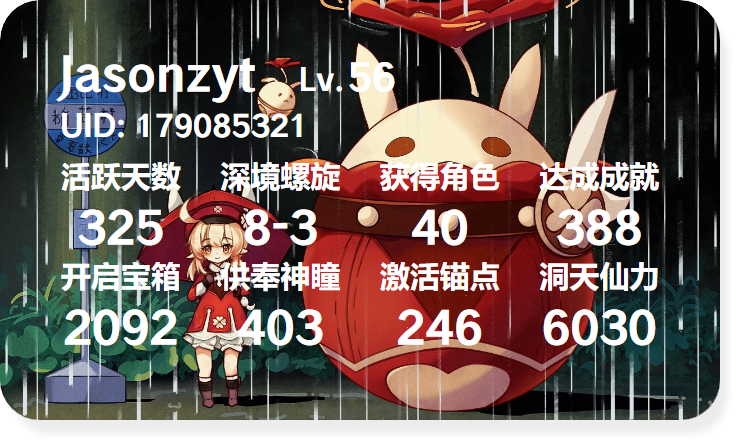 Jasonzyt Lv.56
UID: 179085321
活跃天数 深境螺旋 获得角色 达成成就
325 8-3 40 388
开启宝箱 供奉神瞳 激活锚点 洞天仙力
2092 403 246 6030